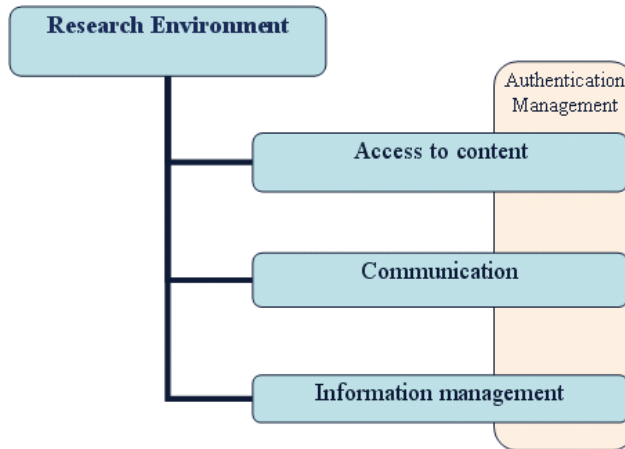 Research Environment
Authentication
Management
Access to content
Communication
Information management